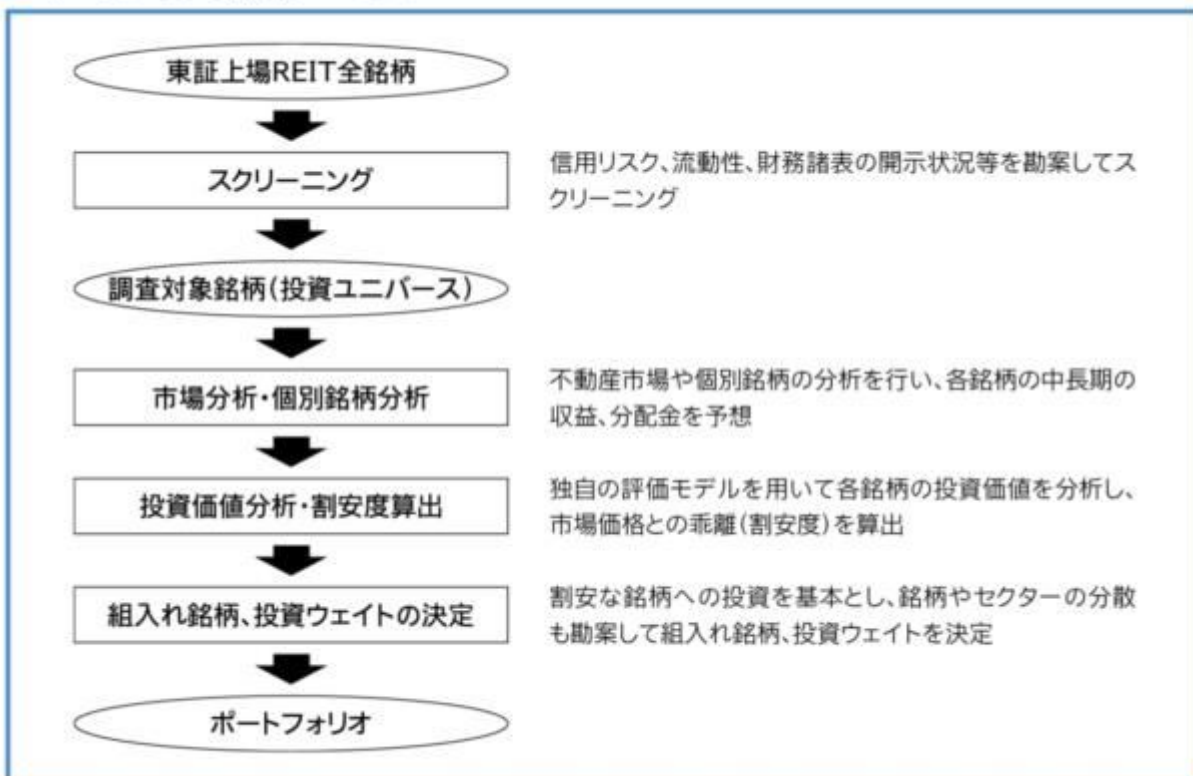 東証上場REIT全銘柄
スクリーニング
信用リスク、流動性、財務諸表の開示状況等を勘案してス
クリーニング
調査対象銘柄(投資ユニバース)
市場分析・個別銘柄分析
不動産市場や個別銘柄の分析を行い、各銘柄の中長期の
収益、分配金を予想
投資価値分析・割安度算出
独自の評価モデルを用いて各銘柄の投資価値を分析し、
市場価格との乖離(割安度)を算出
組入れ銘柄、投資ウェイトの決定
割安な銘柄への投資を基本とし、銘柄やセクターの分散
も勘案して組入れ銘柄、投資ウェイトを決定
ポートフォリオ